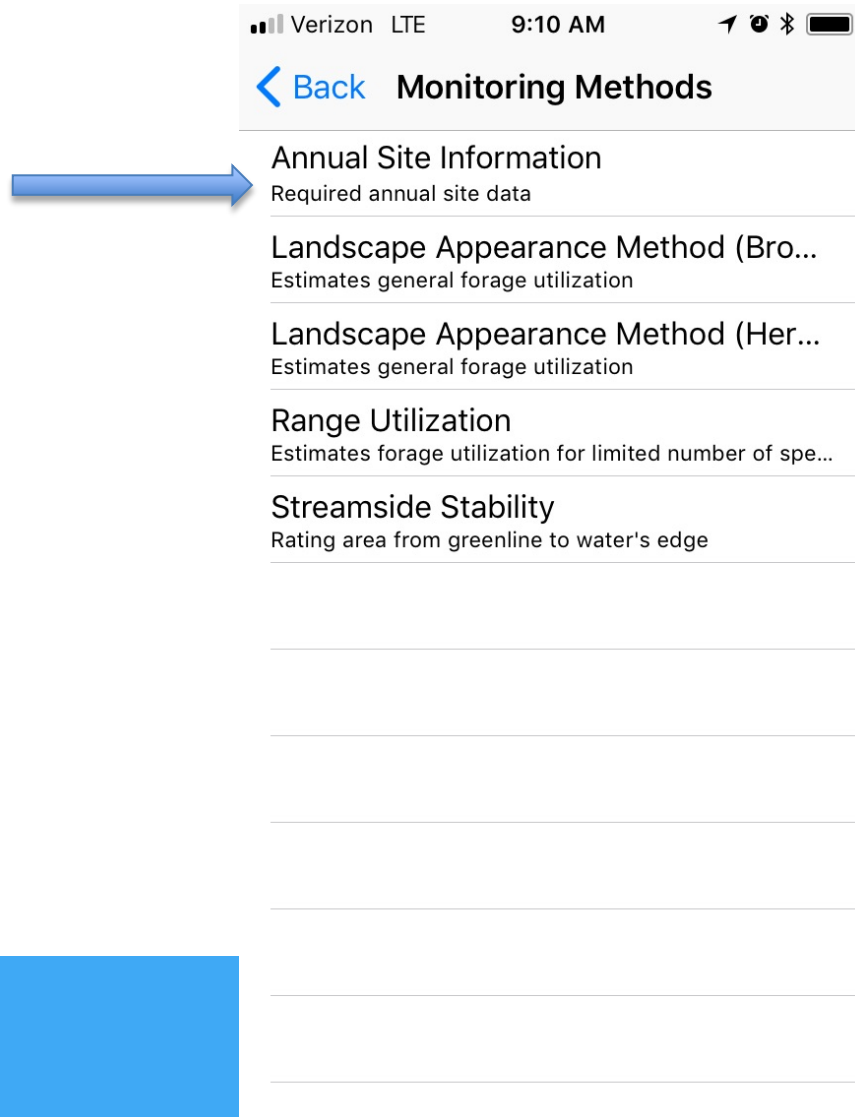 Verizon LTE 9:10 AM
Back Monitoring Methods
Annual Site Information
Required annual site data
Landscape Appearance Method (Bro...
Estimates general forage utilization
Landscape Appearance Method (Her...
Estimates general forage utilization
Range Utilization
Estimates forage utilization for limited number of spe...
Streamside Stability
Rating area from greenline to water's edge